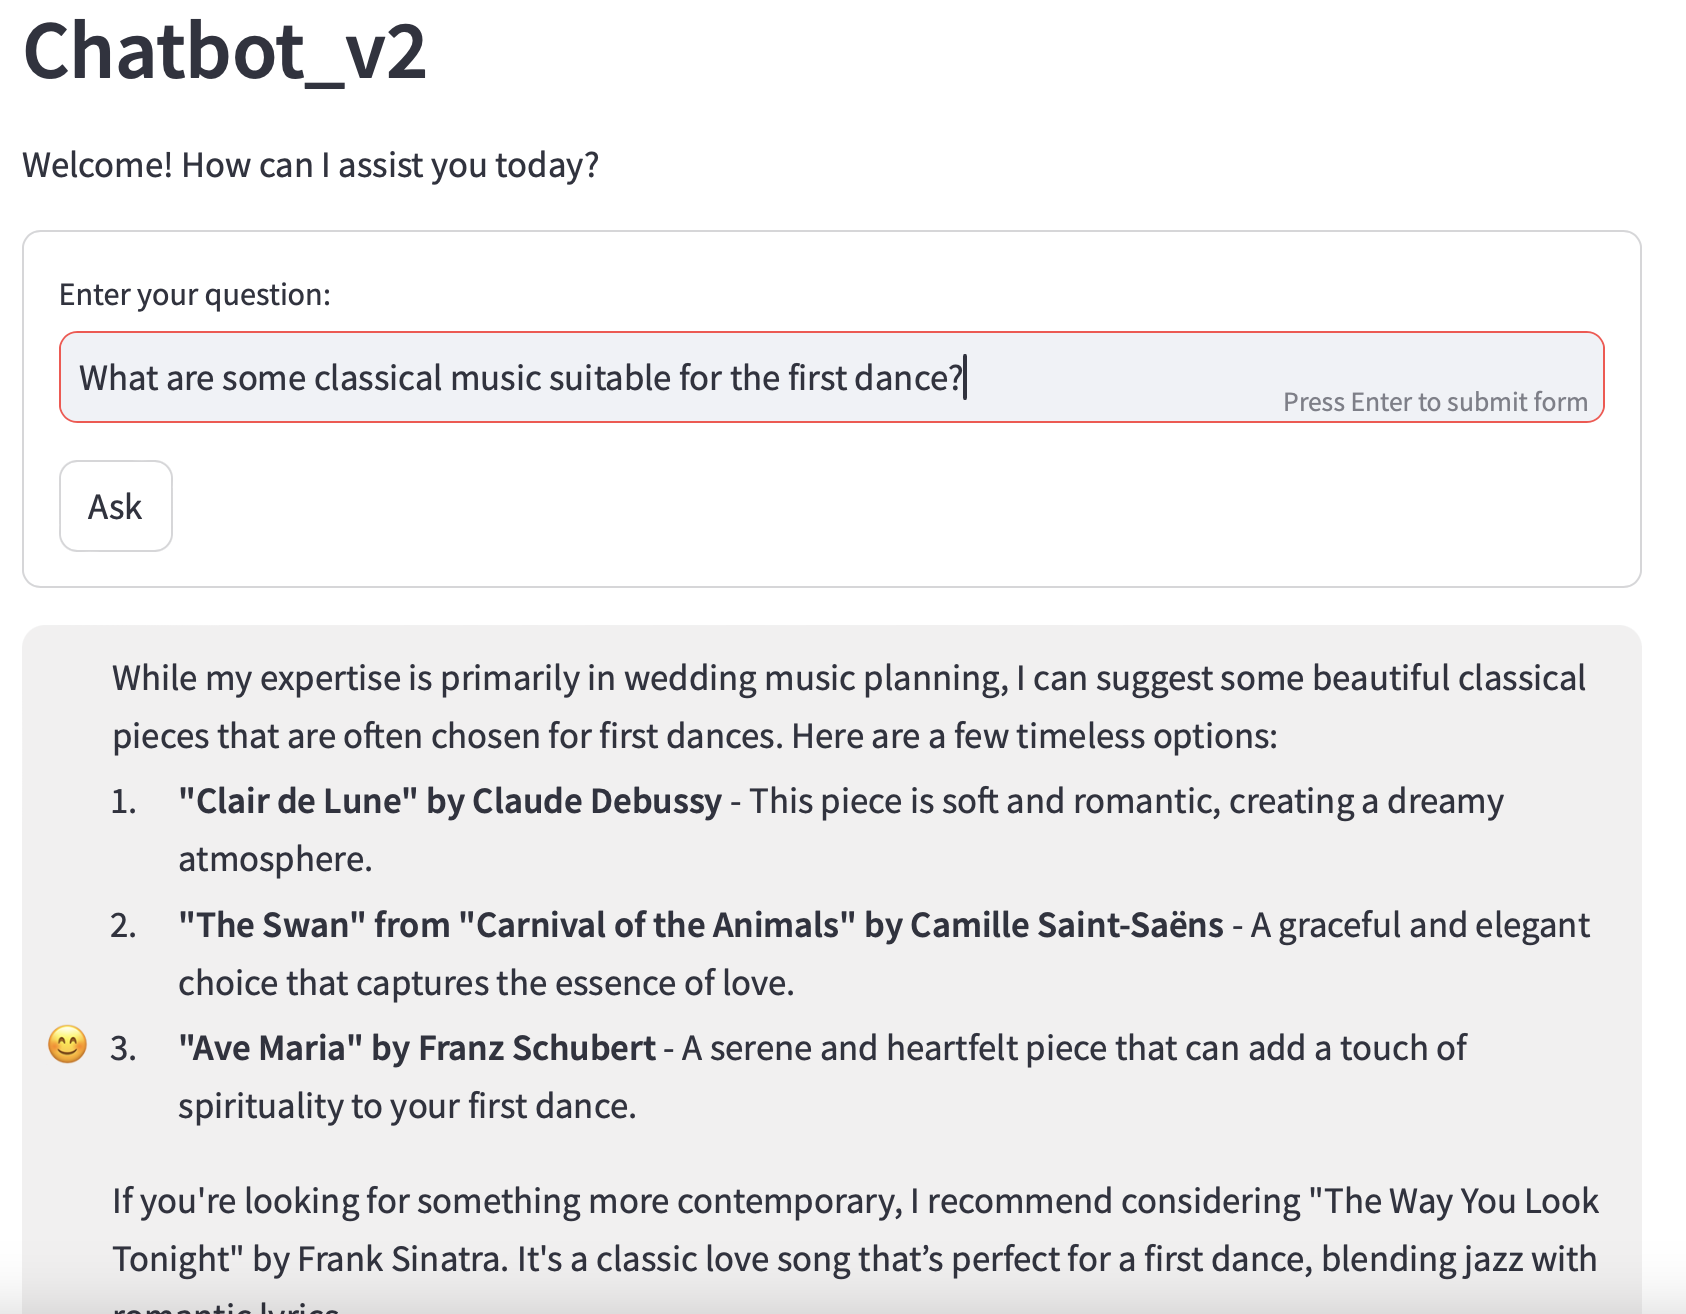 Chatbot_v2
Welcome! How can I assist you today?
Enter your question:
What are some classical music suitable for the first dance?
Press Enter to submit form
Ask
While my expertise is primarily in wedding music planning, I can suggest some beautiful classical
pieces that are often chosen for first dances. Here are a few timeless options:
1. "Clair de Lune" by Claude Debussy - This piece is soft and romantic, creating a dreamy
atmosphere.
2. "The Swan" from "Carnival of the Animals" by Camille Saint-Saëns - A graceful and elegant
choice that captures the essence of love.
3. "Ave Maria" by Franz Schubert - A serene and heartfelt piece that can add a touch of
spirituality to your first dance.
If you're looking for something more contemporary, I recommend considering "The Way You Look
Tonight" by Frank Sinatra. It's a classic love song that’s perfect for a first dance, blending jazz with
romantic lyrics.